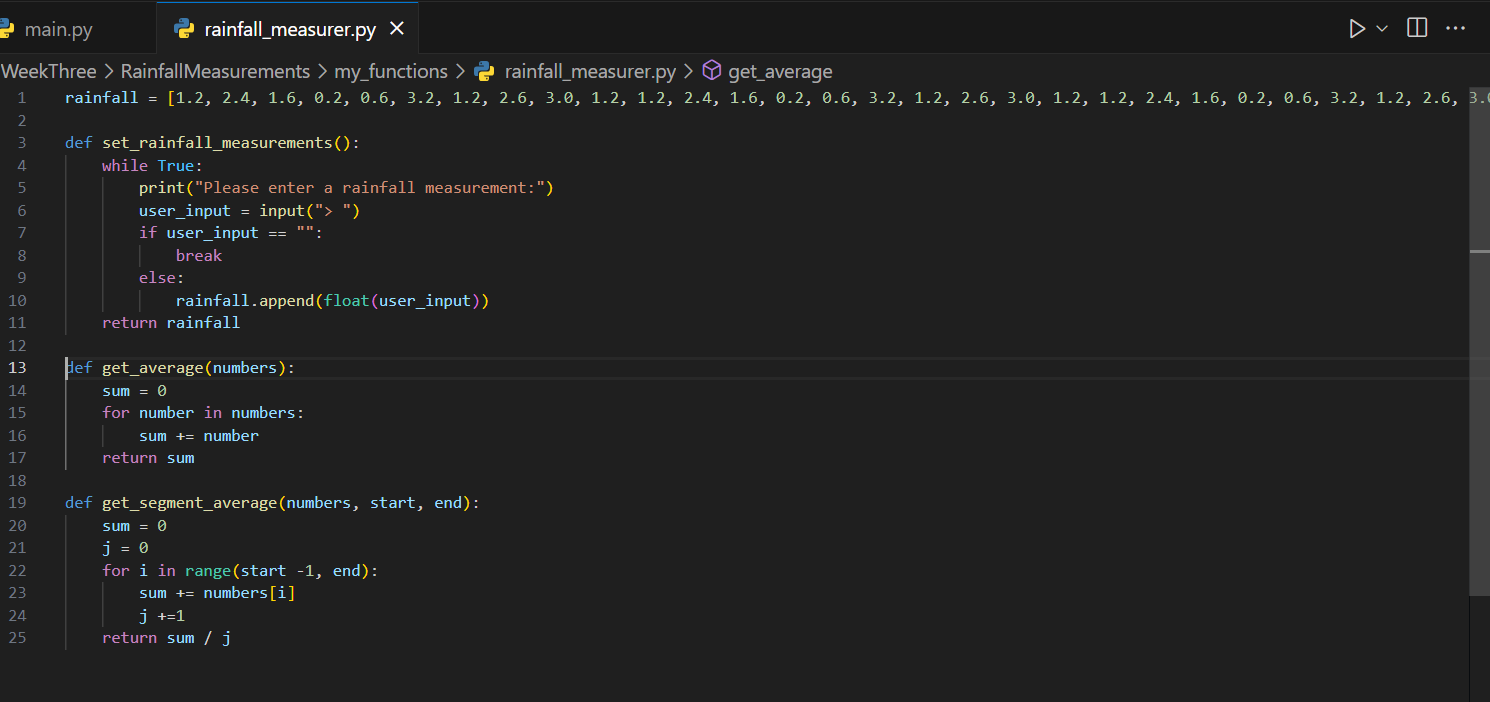 main.py rainfall_measurer.py
WeekThree > RainfallMeasurements > my_functions > rainfall_measurer.py > get_average
1 rainfall = [1.2, 2.4, 1.6, 0.2, 0.6, 3.2, 1.2, 2.6, 3.0, 1.2, 1.2, 2.4, 1.6, 0.2, 0.6, 3.2, 1.2, 2.6, 3.0, 1.2, 1.2, 2.4, 1.6, 0.2, 0.6, 3.2, 1.2, 2.6, 3.0
2
3 def set_rainfall_measurements():
4     while True:
5         print("Please enter a rainfall measurement:")
6         user_input = input("> ")
7         if user_input == "":
8             break
9         else:
10             rainfall.append(float(user_input))
11     return rainfall
12
13 def get_average(numbers):
14     sum = 0
15     for number in numbers:
16         sum += number
17     return sum
18
19 def get_segment_average(numbers, start, end):
20     sum = 0
21     j = 0
22     for i in range(start -1, end):
23         sum += numbers[i]
24         j +=1
25     return sum / j